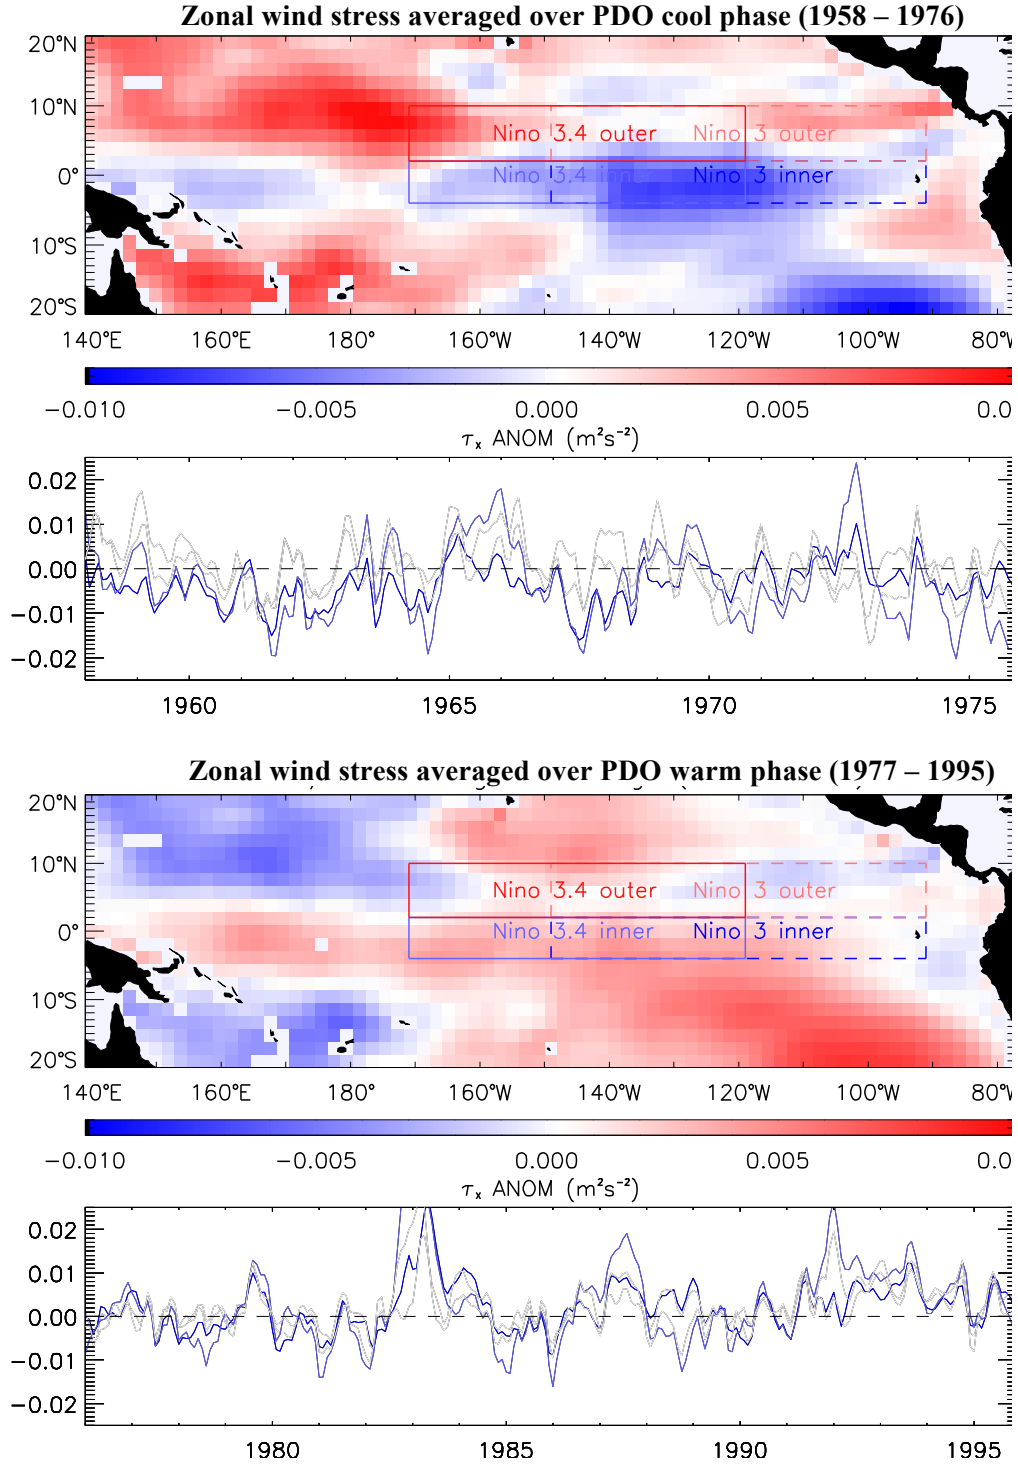 Zonal wind stress averaged over PDO cool phase (1958 – 1976)
20°N
10°N
0°
10°S
20°S
Nino 3.4 outer
Nino 3 outer
Nino 3.4 inner
Nino 3 inner
140°E 160°E 180° 160°W 140°W 120°W 100°W 80°W
-0.010 -0.005 0.000 0.005 0.0
τx ANOM (m²s⁻²)
0.02
0.01
0.00
-0.01
-0.02
1960 1965 1970 1975
Zonal wind stress averaged over PDO warm phase (1977 – 1995)
20°N
10°N
0°
10°S
20°S
Nino 3.4 outer
Nino 3 outer
Nino 3.4 inner
Nino 3 inner
140°E 160°E 180° 160°W 140°W 120°W 100°W 80°W
-0.010 -0.005 0.000 0.005 0.0
τx ANOM (m²s⁻²)
0.02
0.01
0.00
-0.01
-0.02
1980 1985 1990 1995